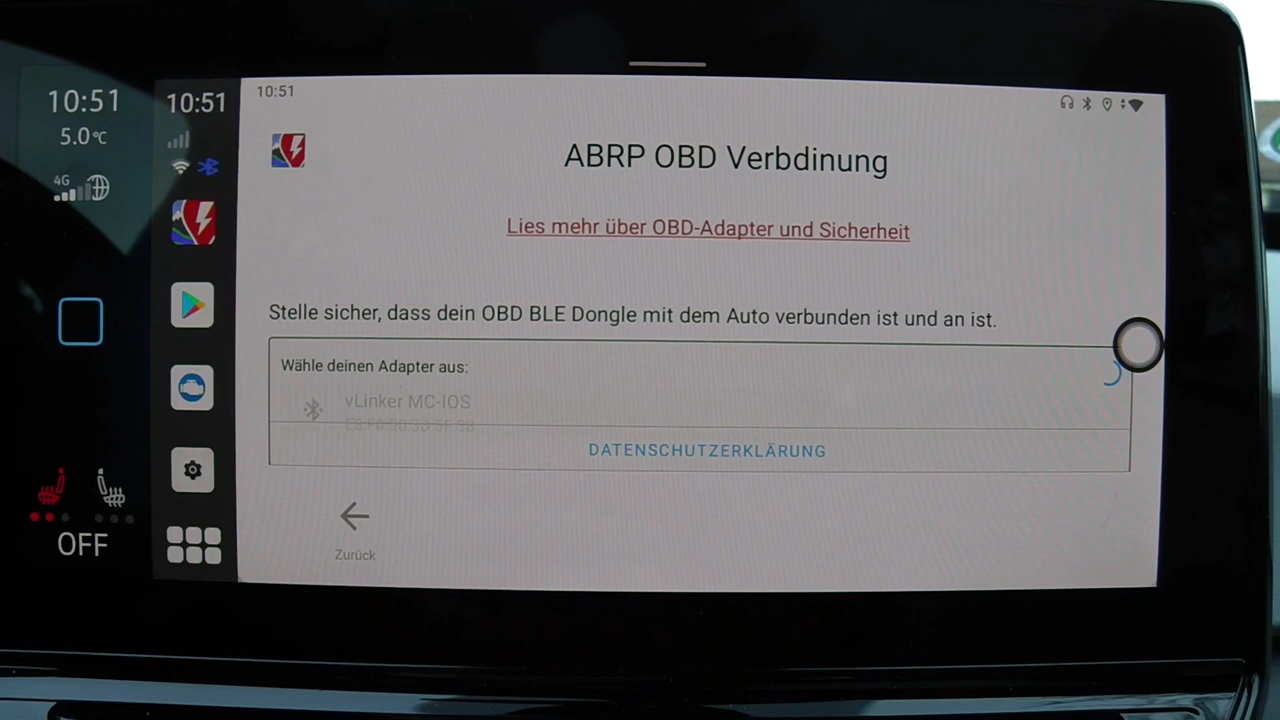 10:51
5.0°C
4G
OFF
10:51
10:51
ABRP OBD Verbdinung
Lies mehr über OBD-Adapter und Sicherheit
Stelle sicher, dass dein OBD BLE Dongle mit dem Auto verbunden ist und an ist.
Wähle deinen Adapter aus:
vLinker MC-IOS
DATENSCHUTZERKLÄRUNG
Zurück